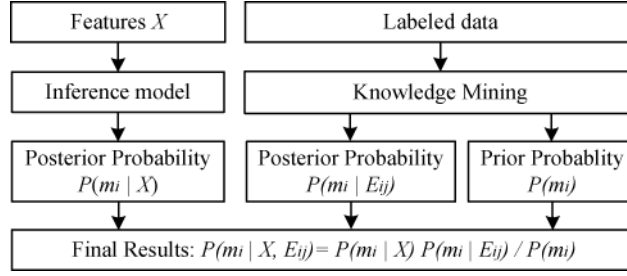 Features X
Labeled data
Inference model
Knowledge Mining
Posterior Probability
P(mi | X)
Posterior Probability
P(mi | Eij)
Prior Probablity
P(mi)
Final Results: P(mi | X, Eij)= P(mi | X) P(mi | Eij) / P(mi)